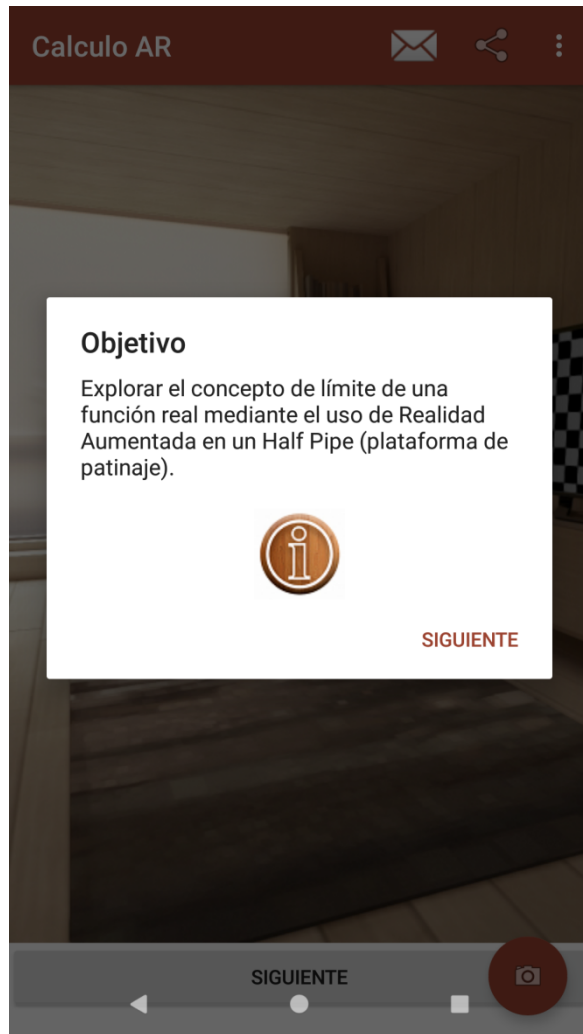 Calculo AR
Objetivo
Explorar el concepto de límite de una
función real mediante el uso de Realidad
Aumentada en un Half Pipe (plataforma de
patinaje).
SIGUIENTE
SIGUIENTE